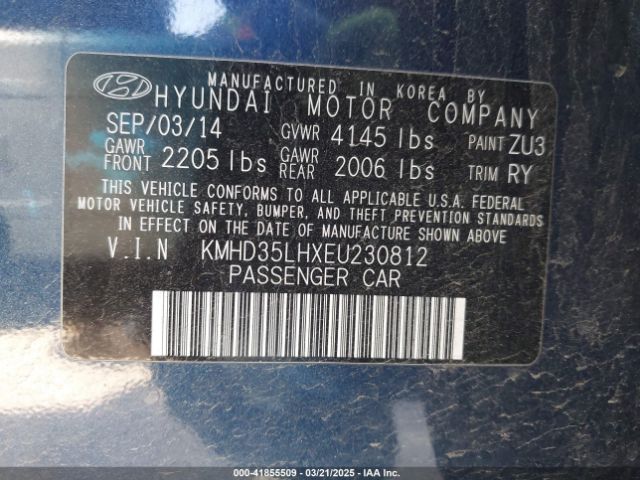 MANUFACTURED IN KOREA BY
HYUNDAI MOTOR COMPANY
SEP/03/14 GVWR 4145 lbs PAINT ZU3
GAWR FRONT 2205 lbs GAWR REAR 2006 lbs TRIM RY
THIS VEHICLE CONFORMS TO ALL APPLICABLE U.S.A. FEDERAL
MOTOR VEHICLE SAFETY, BUMPER, AND THEFT PREVENTION STANDARDS
IN EFFECT ON THE DATE OF MANUFACTURE SHOWN ABOVE
V.I.N KMHD35LHXEU230812
PASSENGER CAR
000-41855509 - 03/21/2025 - IAA Inc.